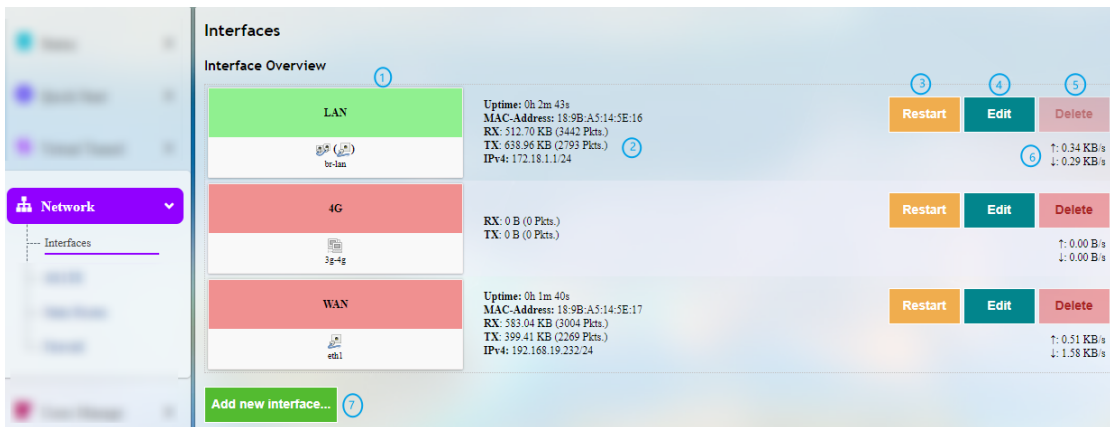 Interfaces
Interface Overview
1
LAN
br-lan
Uptime: 0h 2m 43s
MAC-Address: 18:9B:A5:14:5E:16
RX: 512.70 KB (3442 Pkts.)
TX: 638.96 KB (2793 Pkts.) 2
IPv4: 172.18.1.1/24
3 4 5
Restart Edit Delete
6 ↑: 0.34 KB/s
↓: 0.29 KB/s
Network
Interfaces
4G
3g-4g
RX: 0 B (0 Pkts.)
TX: 0 B (0 Pkts.)
Restart Edit Delete
↑: 0.00 B/s
↓: 0.00 B/s
WAN
eth1
Uptime: 0h 1m 40s
MAC-Address: 18:9B:A5:14:5E:17
RX: 583.04 KB (3004 Pkts.)
TX: 399.41 KB (2269 Pkts.)
IPv4: 192.168.19.232/24
Restart Edit Delete
↑: 0.51 KB/s
↓: 1.58 KB/s
Add new interface... 7